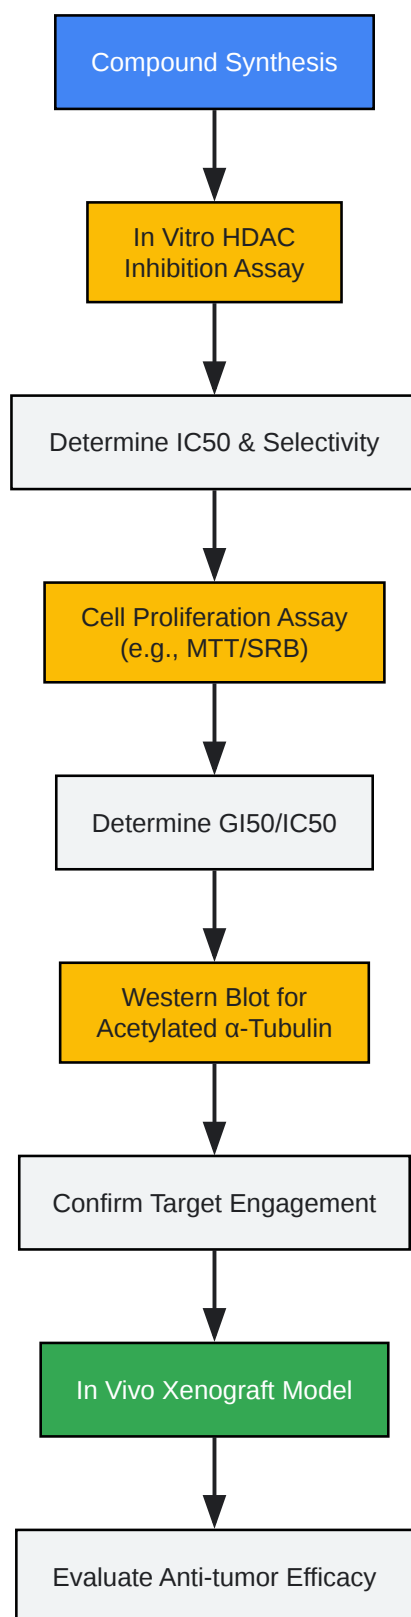 Compound Synthesis
In Vitro HDAC
Inhibition Assay
Determine IC50 & Selectivity
Cell Proliferation Assay
(e.g., MTT/SRB)
Determine GI50/IC50
Western Blot for
Acetylated α-Tubulin
Confirm Target Engagement
In Vivo Xenograft Model
Evaluate Anti-tumor Efficacy